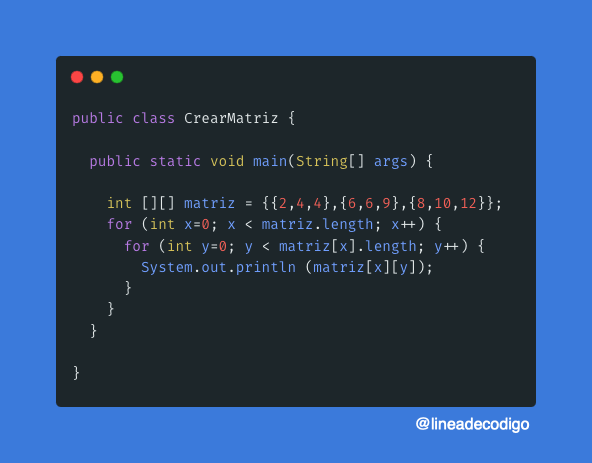 public class CrearMatriz {
public static void main(String[] args) {
int [][] matriz = {{2,4,4},{6,6,9},{8,10,12}};
for (int x=0; x < matriz.length; x++) {
for (int y=0; y < matriz[x].length; y++) {
System.out.println (matriz[x][y]);
}
}
}
}
@lineadecodigo